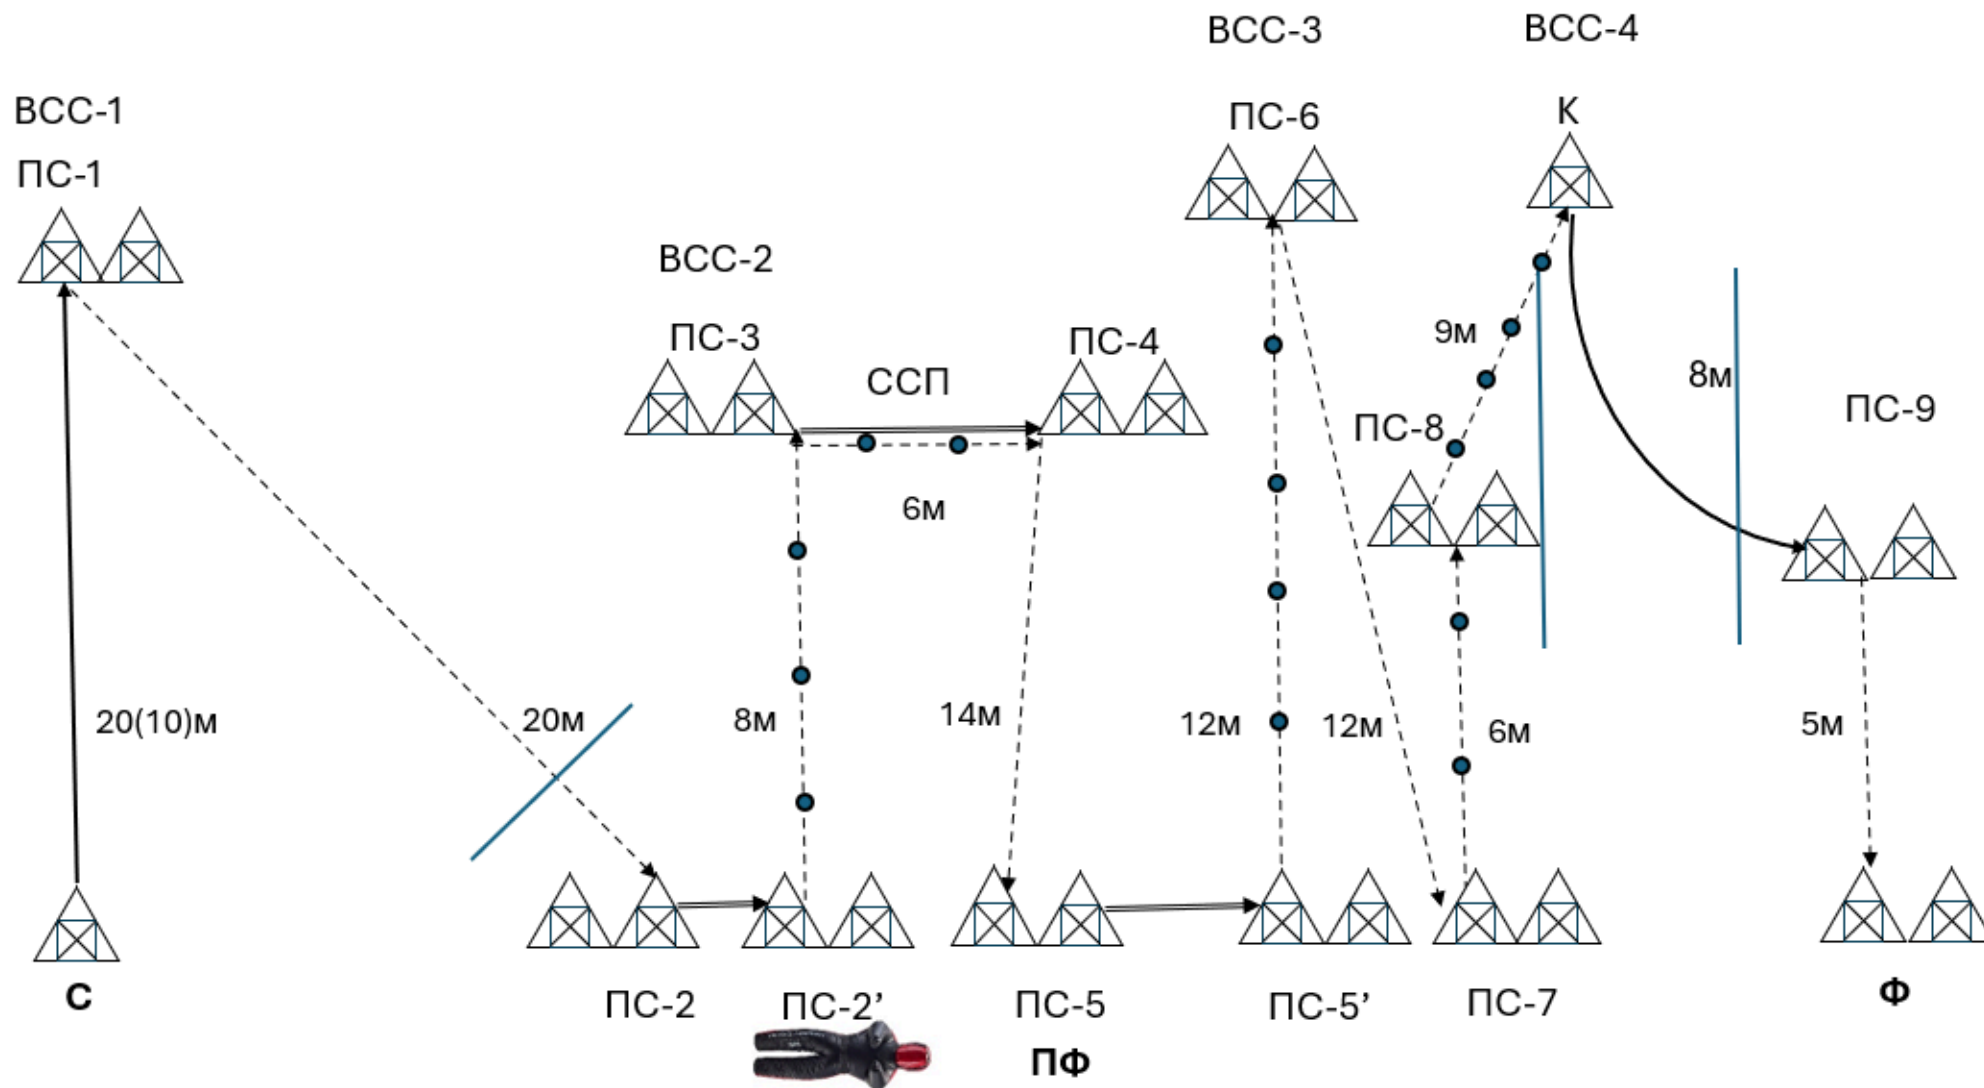 ВСС-3 ВСС-4
ВСС-1 ПС-6 К
ПС-1
ВСС-2
ПС-3 ССП ПС-4 9м 8м
ПС-8 ПС-9
6м
20(10)м 20м 8м 14м 12м 12м 6м 5м
С ПС-2 ПС-2’ ПС-5 ПС-5’ ПС-7 Ф
ПФ